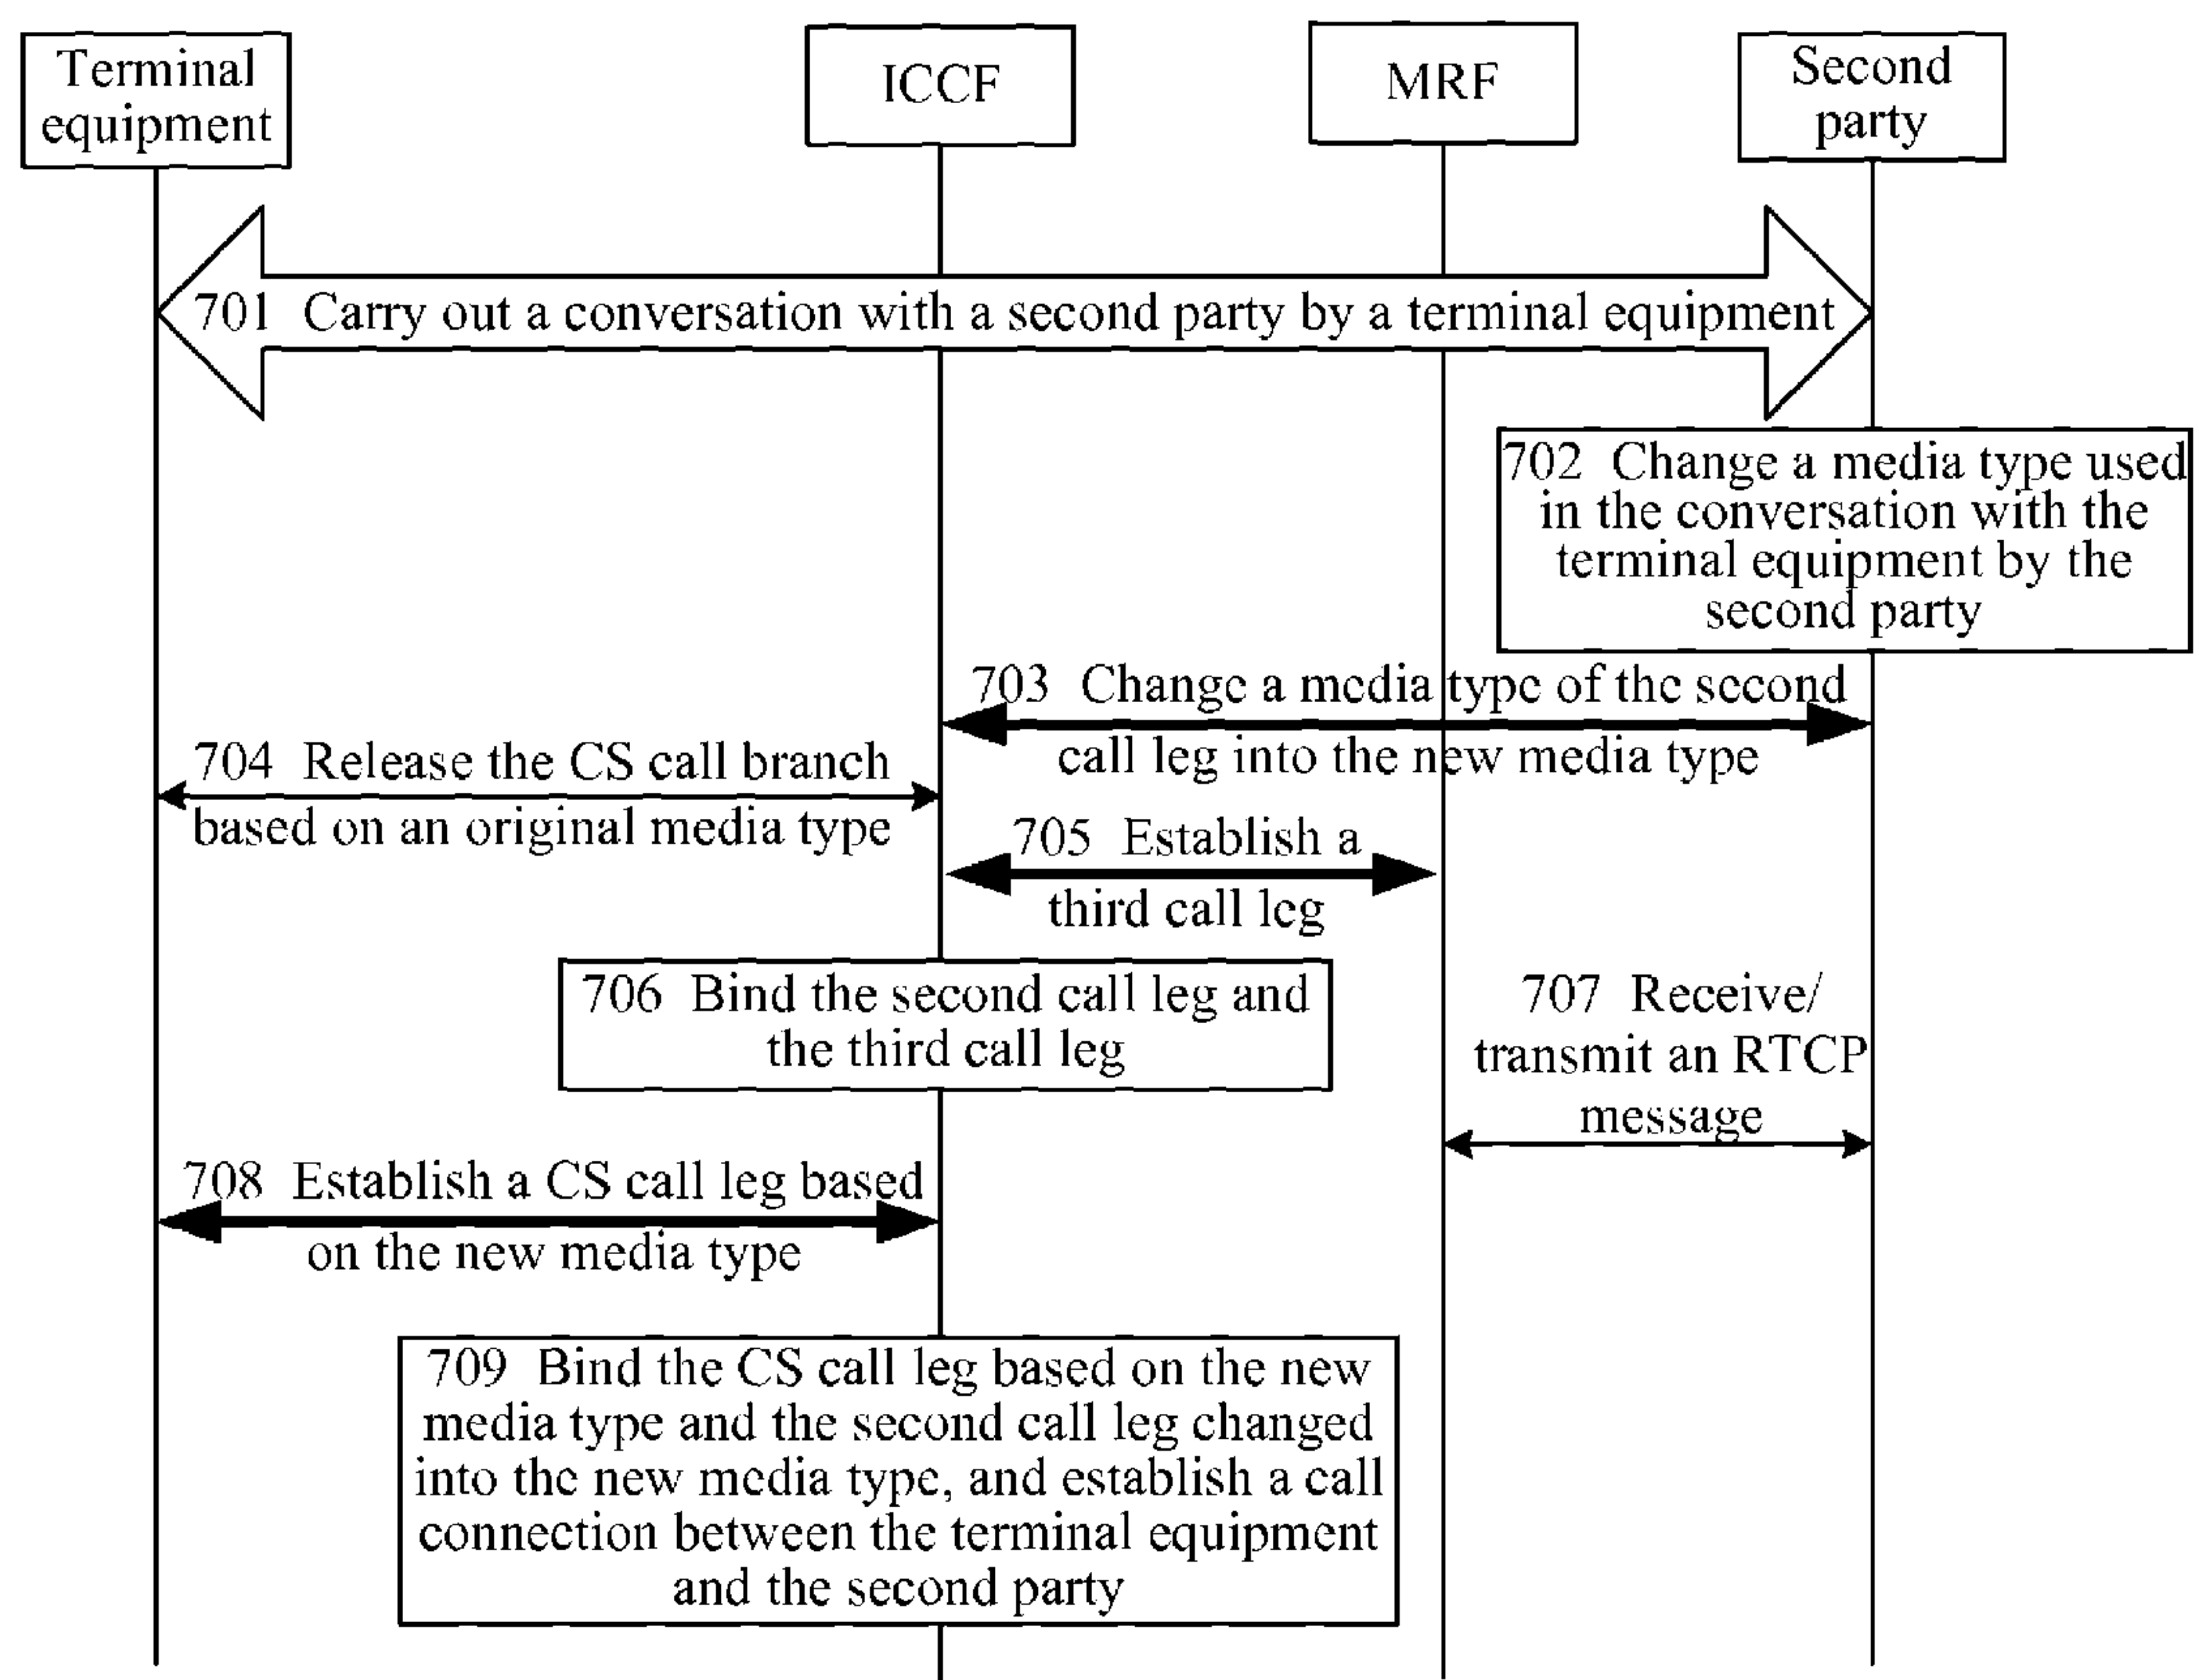 Terminal
equipment
ICCF
MRF
Second
party
701 Carry out a conversation with a second party by a terminal equipment
702 Change a media type used
in the conversation with the
terminal equipment by the
second party
703 Change a media type of the second
call leg into the new media type
704 Release the CS call branch
based on an original media type
705 Establish a
third call leg
706 Bind the second call leg and
the third call leg
707 Receive/
transmit an RTCP
message
708 Establish a CS call leg based
on the new media type
709 Bind the CS call leg based on the new
media type and the second call leg changed
into the new media type, and establish a call
connection between the terminal equipment
and the second party